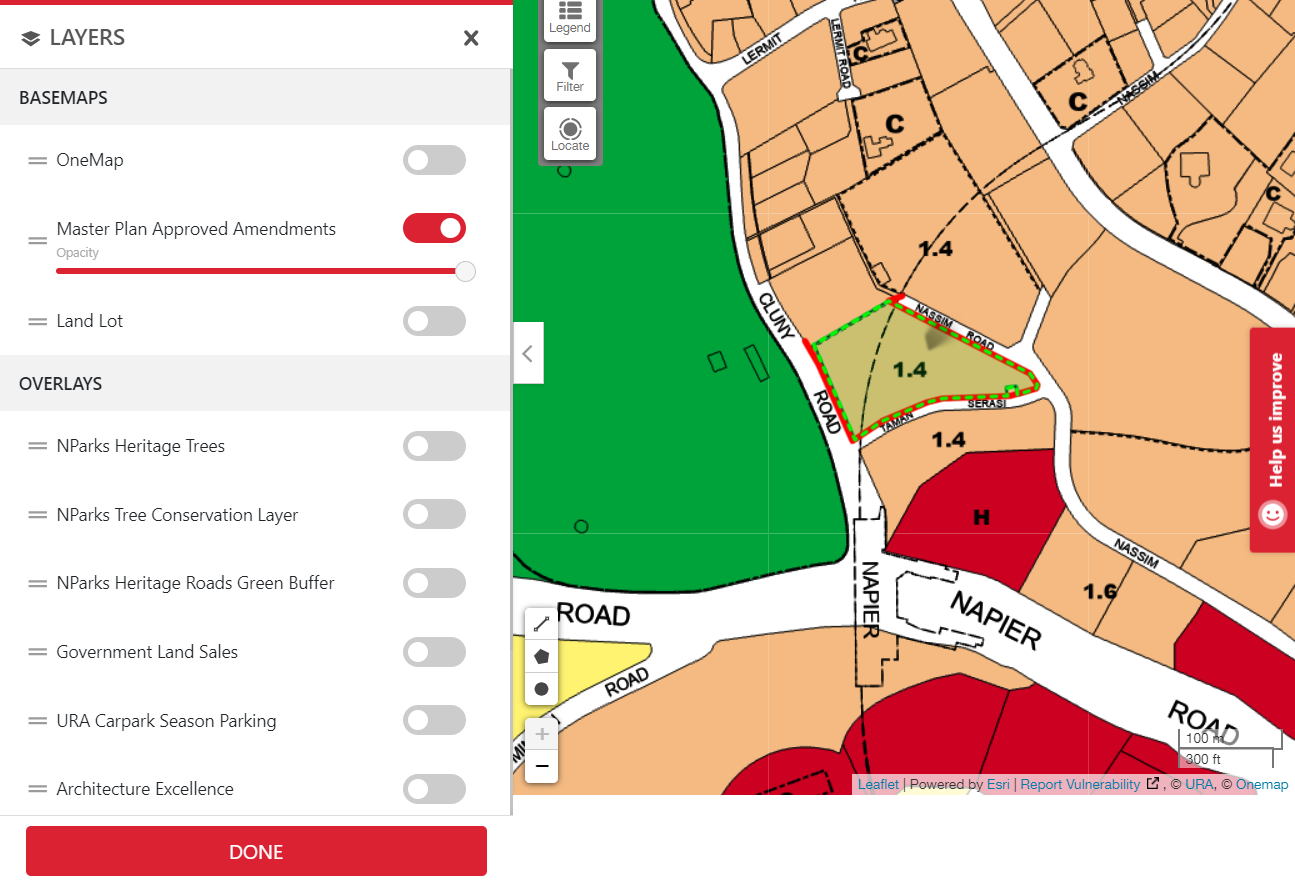 LAYERS
BASEMAPS
OneMap
Master Plan Approved Amendments
Opacity
Land Lot
OVERLAYS
NParks Heritage Trees
NParks Tree Conservation Layer
NParks Heritage Roads Green Buffer
Government Land Sales
URA Carpark Season Parking
Architecture Excellence
DONE
Legend
Filter
Locate
LERMIT
LERMIT ROAD
C
C
NASSIM
C
C
1.4
CLUNY
ROAD
NASSIM
ROAD
1.4
TAMAN
SERASI
1.4
H
NASSIM
1.6
NAPIER
NAPIER
ROAD
ROAD
ROAD
+
−
100 m
300 ft
Help us improve
Leaflet | Powered by Esri | Report Vulnerability , © URA, © Onemap